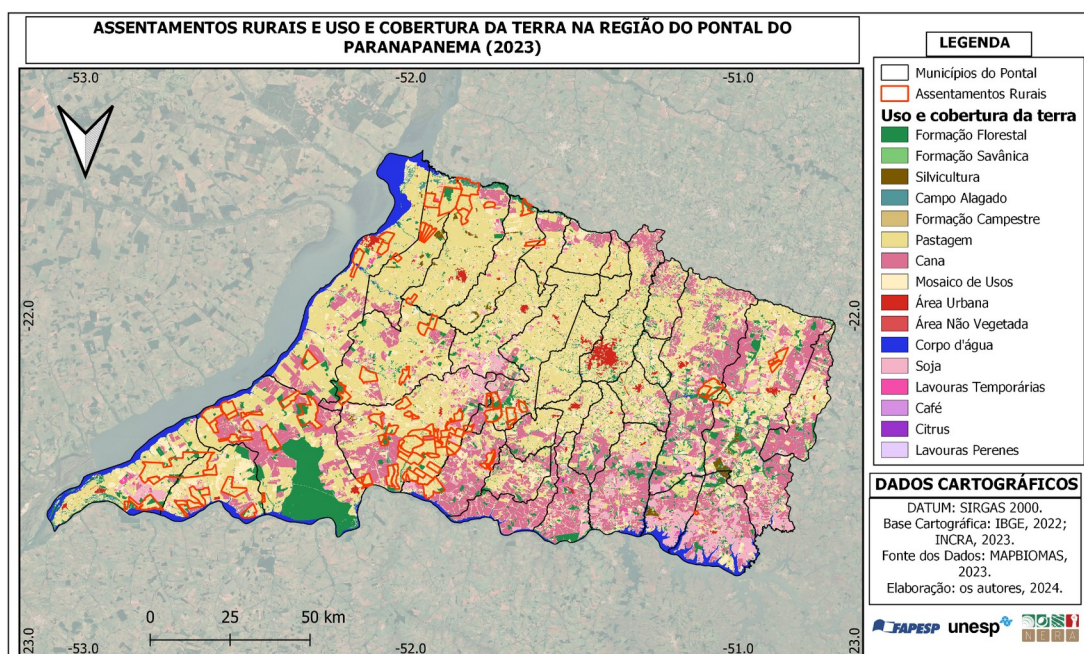 ASSENTAMENTOS RURAIS E USO E COBERTURA DA TERRA NA REGIÃO DO PONTAL DO
PARANAPANEMA (2023)
-53.0
-52.0
-51.0
-22.0
-22.0
0
25
50 km
23.0
-53.0
-52.0
-51.0
23.0
LEGENDA
Municípios do Pontal
Assentamentos Rurais
Uso e cobertura da terra
Formação Florestal
Formação Savânica
Silvicultura
Campo Alagado
Formação Campestre
Pastagem
Cana
Mosaico de Usos
Área Urbana
Área Não Vegetada
Corpo d'água
Soja
Lavouras Temporárias
Café
Citrus
Lavouras Perenes
DADOS CARTOGRÁFICOS
DATUM: SIRGAS 2000.
Base Cartográfica: IBGE, 2022;
INCRA, 2023.
Fonte dos Dados: MAPBIOMAS,
2023.
Elaboração: os autores, 2024.
FAPESP unesp NERA